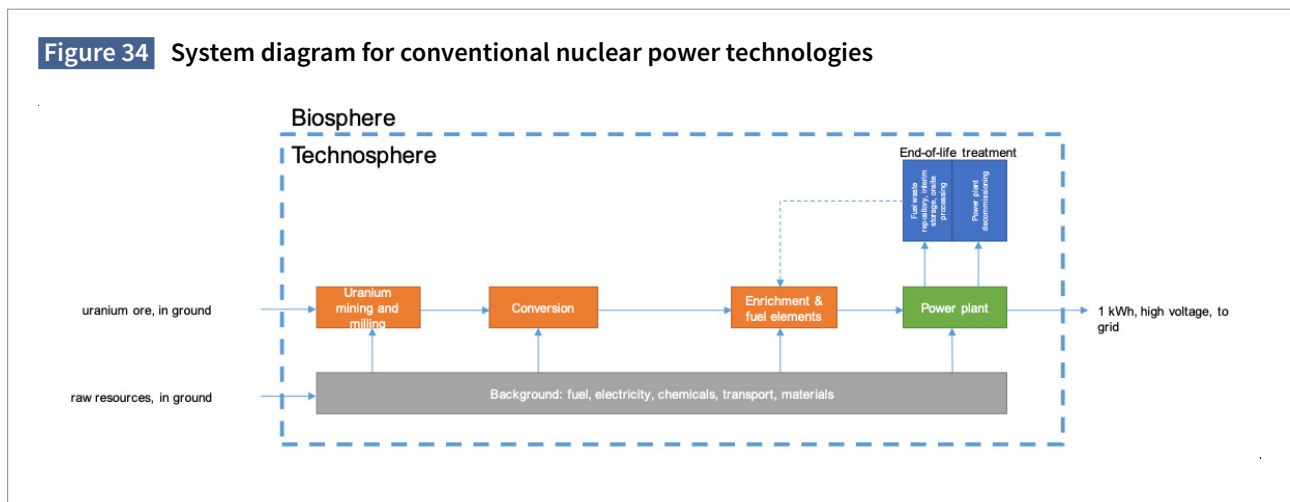 Figure 34 System diagram for conventional nuclear power technologies
Biosphere
Technosphere
End-of-life treatment
Fuel waste
repository, interim
storage, onsite
processing
Power plant
decommissioning
uranium ore, in ground
Uranium
mining and
milling
Conversion
Enrichment &
fuel elements
Power plant
1 kWh, high voltage, to
grid
raw resources, in ground
Background: fuel, electricity, chemicals, transport, materials